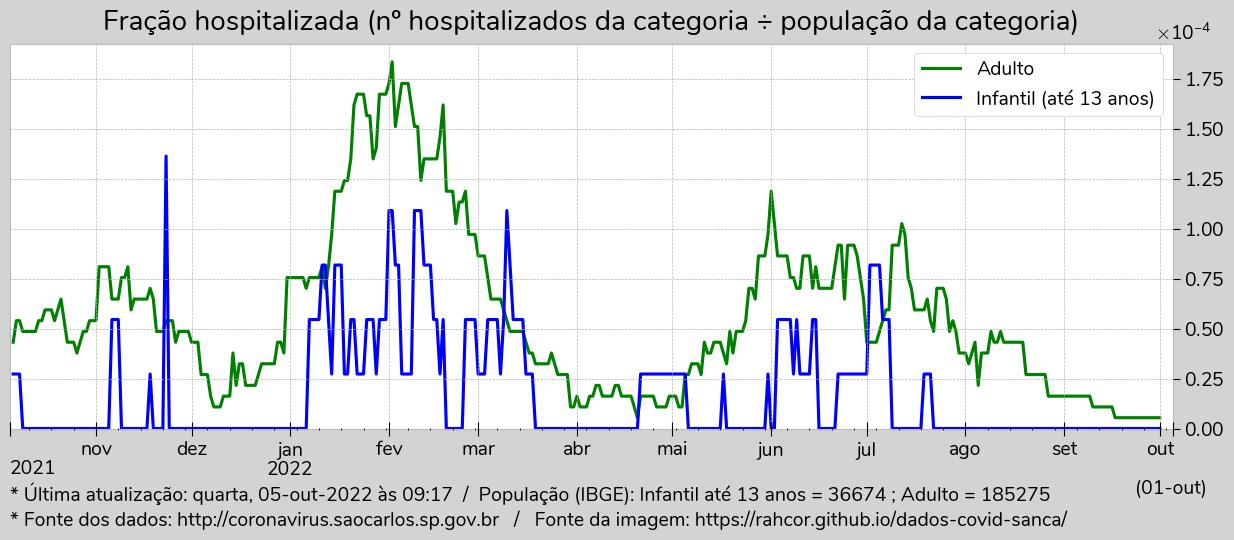 Fração hospitalizada (nº hospitalizados da categoria ÷ população da categoria)
×10⁻⁴
Adulto
Infantil (até 13 anos)
1.75
1.50
1.25
1.00
0.75
0.50
0.25
0.00
nov dez jan fev mar abr mai jun jul ago set out
2021 2022
(01-out)
* Última atualização: quarta, 05-out-2022 às 09:17 / População (IBGE): Infantil até 13 anos = 36674 ; Adulto = 185275
* Fonte dos dados: http://coronavirus.saocarlos.sp.gov.br / Fonte da imagem: https://rahcor.github.io/dados-covid-sanca/